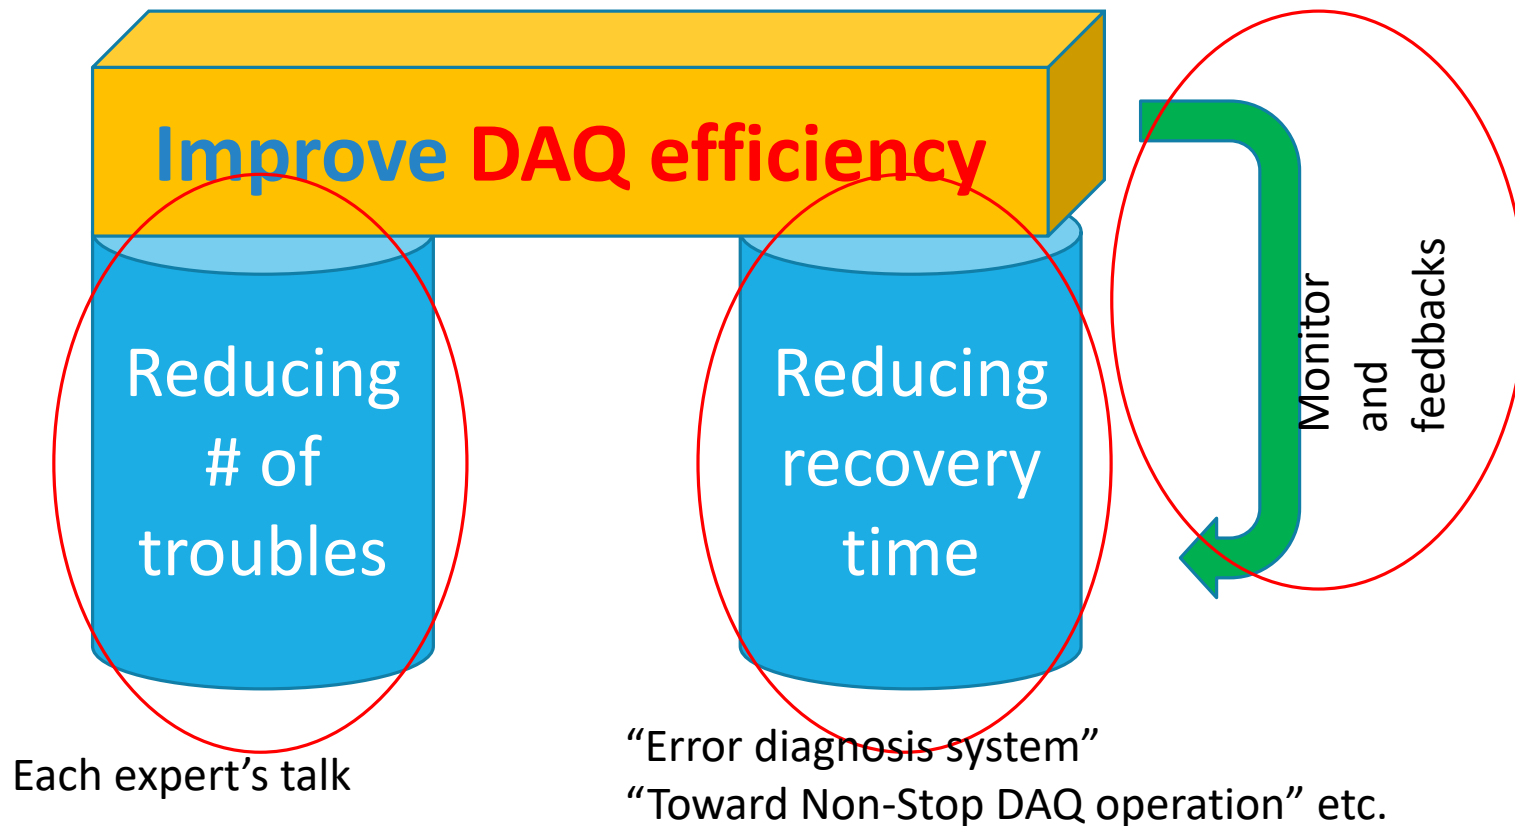 Improve DAQ efficiency
Reducing
# of
troubles
Reducing
recovery
time
Monitor
and
feedbacks
Each expert’s talk
“Error diagnosis system”
“Toward Non-Stop DAQ operation” etc.